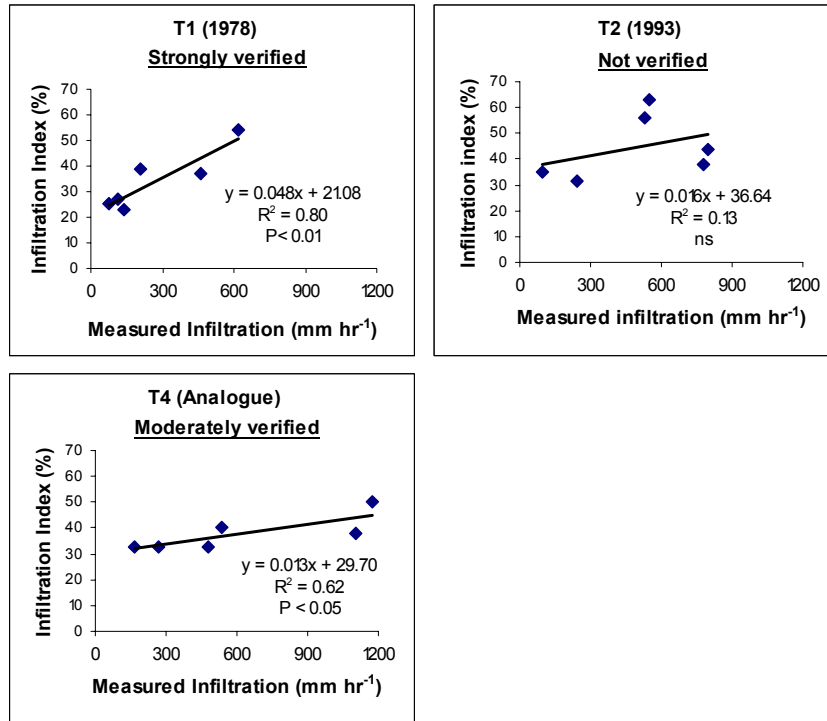 T1 (1978)
Strongly verified
Infiltration Index (%)
70
60
50
40
30
20
10
0
y = 0.048x + 21.08
R² = 0.80
P< 0.01
0 300 600 900 1200
Measured Infiltration (mm hr⁻¹)
T2 (1993)
Not verified
Infiltration index (%)
70
60
50
40
30
20
10
0
y = 0.016x + 36.64
R² = 0.13
ns
0 300 600 900 1200
Measured infiltration (mm hr⁻¹)
T4 (Analogue)
Moderately verified
Infiltration Index (%)
70
60
50
40
30
20
10
0
y = 0.013x + 29.70
R² = 0.62
P < 0.05
0 300 600 900 1200
Measured Infiltration (mm hr⁻¹)